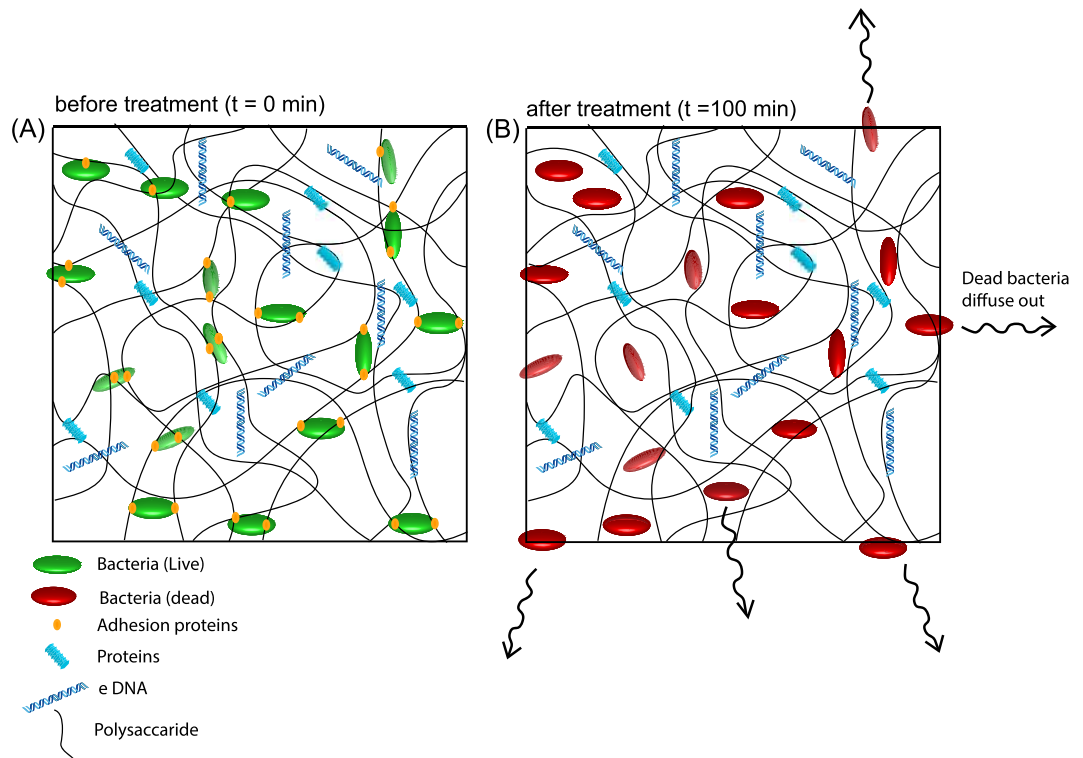 before treatment (t = 0 min)
(A)
after treatment (t =100 min)
(B)
Dead bacteria
diffuse out
Bacteria (Live)
Bacteria (dead)
Adhesion proteins
Proteins
e DNA
Polysaccaride